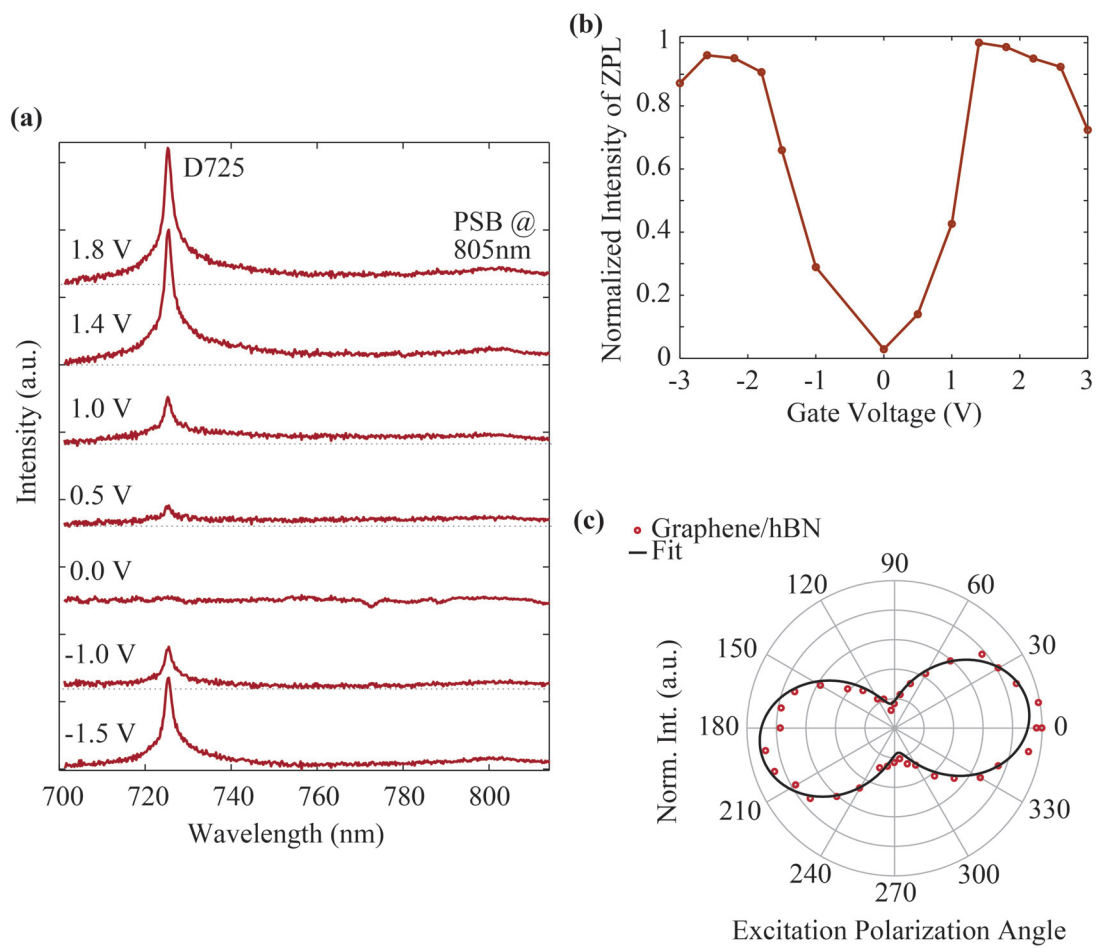 (a)
D725
PSB @
805nm
1.8 V
1.4 V
1.0 V
0.5 V
0.0 V
-1.0 V
-1.5 V
Intensity (a.u.)
700 720 740 760 780 800
Wavelength (nm)
(b)
Normalized Intensity of ZPL
1
0.8
0.6
0.4
0.2
0
-3 -2 -1 0 1 2 3
Gate Voltage (V)
(c)
Graphene/hBN
Fit
90
120 60
150 30
180 0
210 330
240 300
270
Norm. Int. (a.u.)
Excitation Polarization Angle